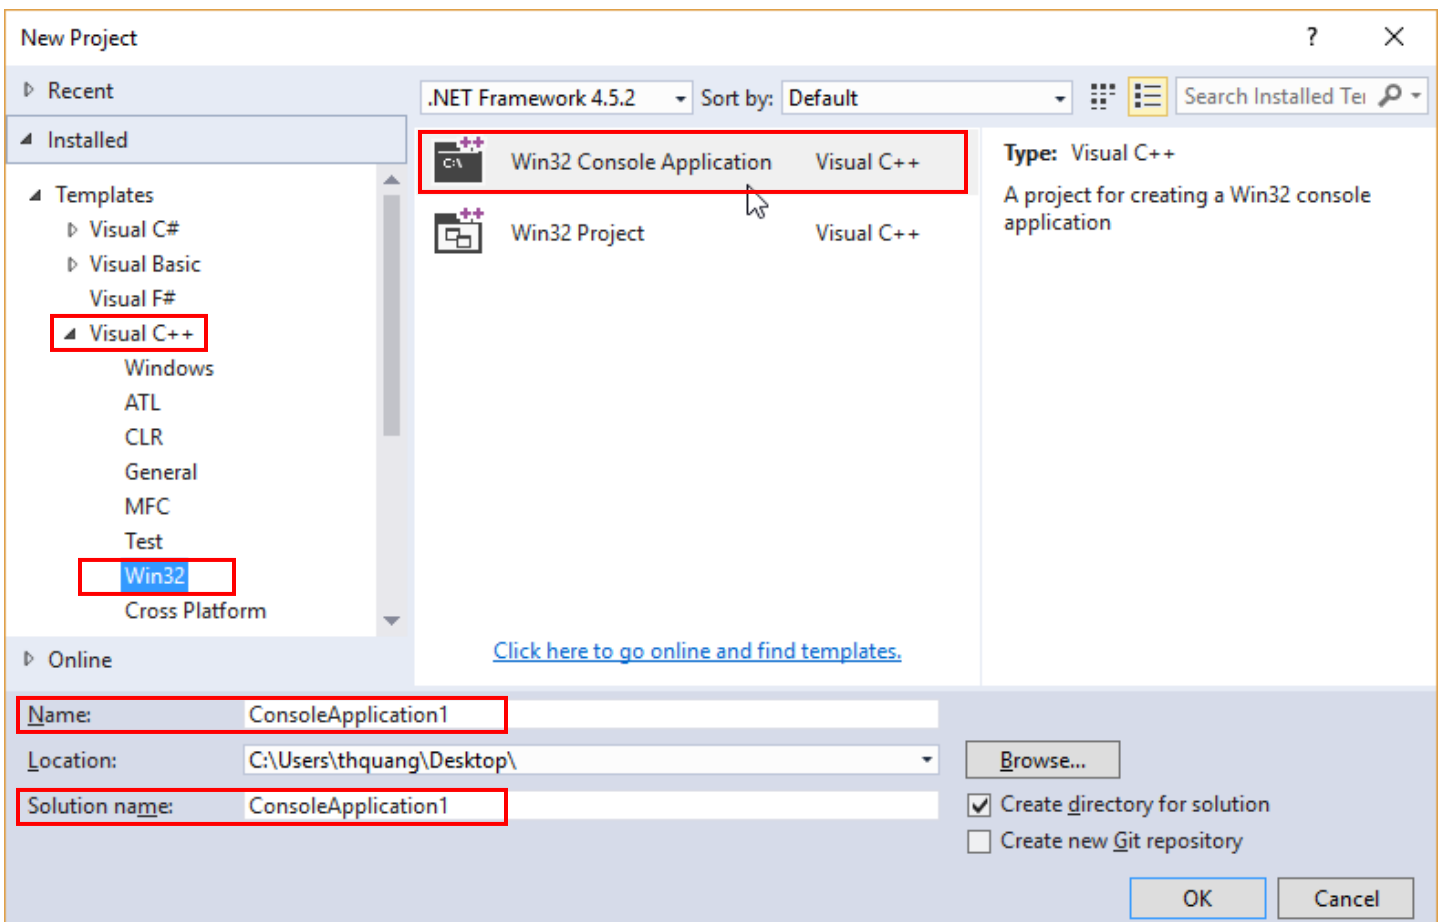 New Project
?
Recent
Installed
Templates
Visual C#
Visual Basic
Visual F#
Visual C++
Windows
ATL
CLR
General
MFC
Test
Win32
Cross Platform
Online
.NET Framework 4.5.2
Sort by: Default
Search Installed Te
C:\
Win32 Console Application Visual C++
Win32 Project Visual C++
Click here to go online and find templates.
Type: Visual C++
A project for creating a Win32 console
application
Name: ConsoleApplication1
Location: C:\Users\thquang\Desktop\
Browse...
Solution name: ConsoleApplication1
Create directory for solution
Create new Git repository
OK Cancel